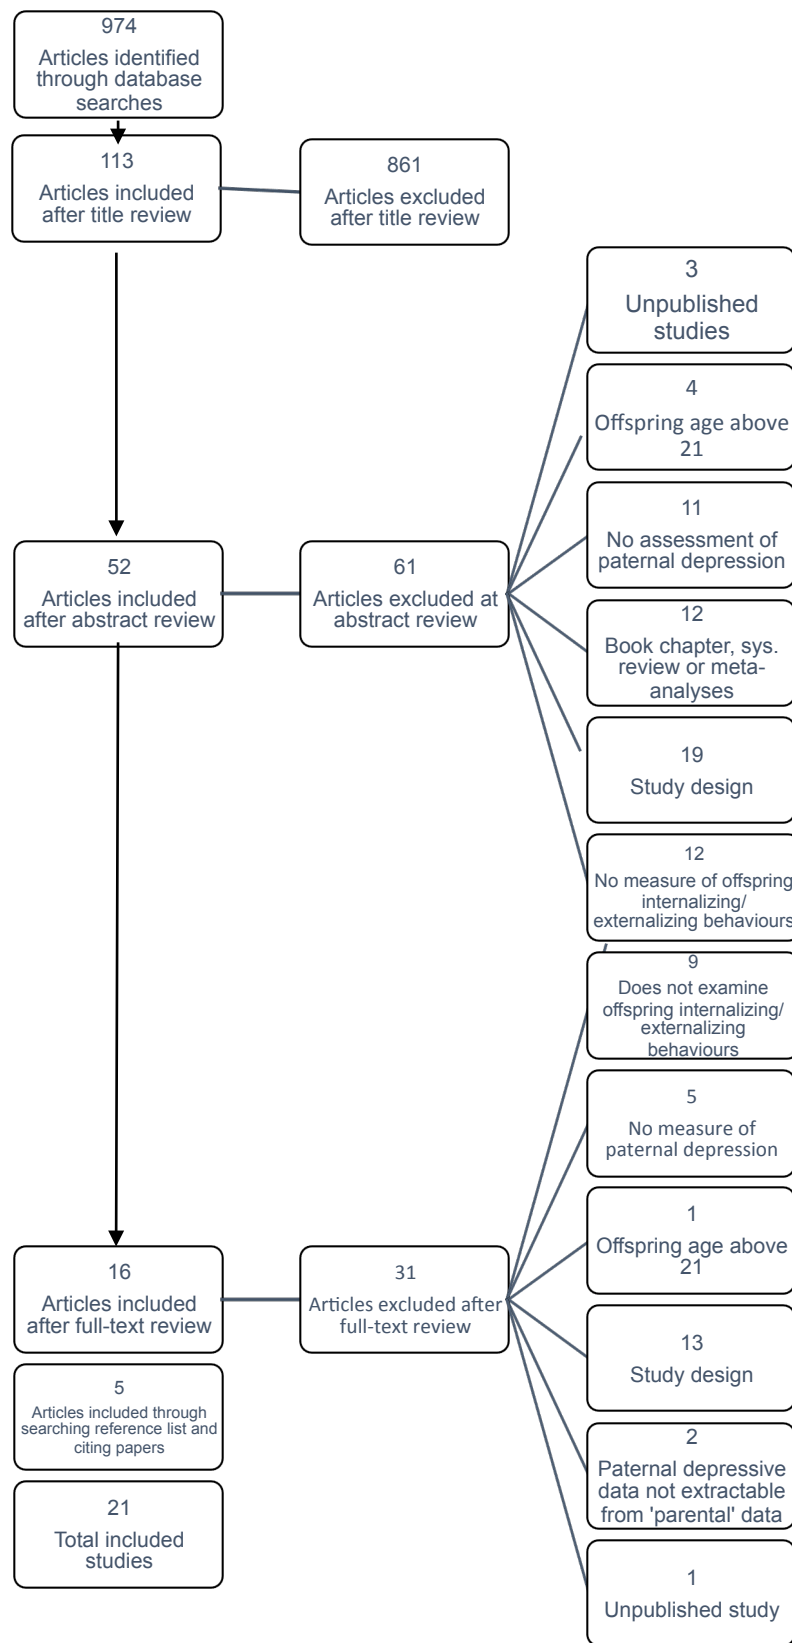 974
Articles identified
through database
searches
113
Articles included
after title review
861
Articles excluded
after title review
3
Unpublished
studies
4
Offspring age above
21
11
No assessment of
paternal depression
52
Articles included
after abstract review
61
Articles excluded at
abstract review
12
Book chapter, sys.
review or meta-
analyses
19
Study design
12
No measure of offspring
internalizing/
externalizing behaviours
9
Does not examine
offspring internalizing/
externalizing
behaviours
5
No measure of
paternal depression
1
Offspring age above
21
16
Articles included
after full-text review
31
Articles excluded after
full-text review
13
Study design
5
Articles included through
searching reference list and
citing papers
2
Paternal depressive
data not extractable
from 'parental' data
21
Total included
studies
1
Unpublished study